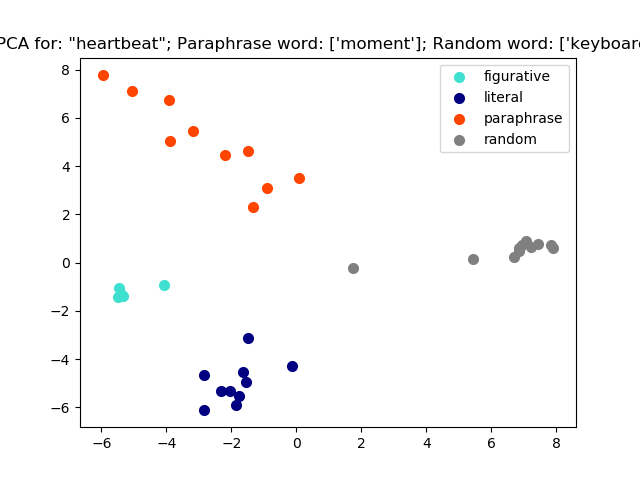 PCA for: "heartbeat"; Paraphrase word: ['moment']; Random word: ['keyboar
figurative
literal
paraphrase
random
8
6
4
2
0
−2
−4
−6
−6 −4 −2 0 2 4 6 8